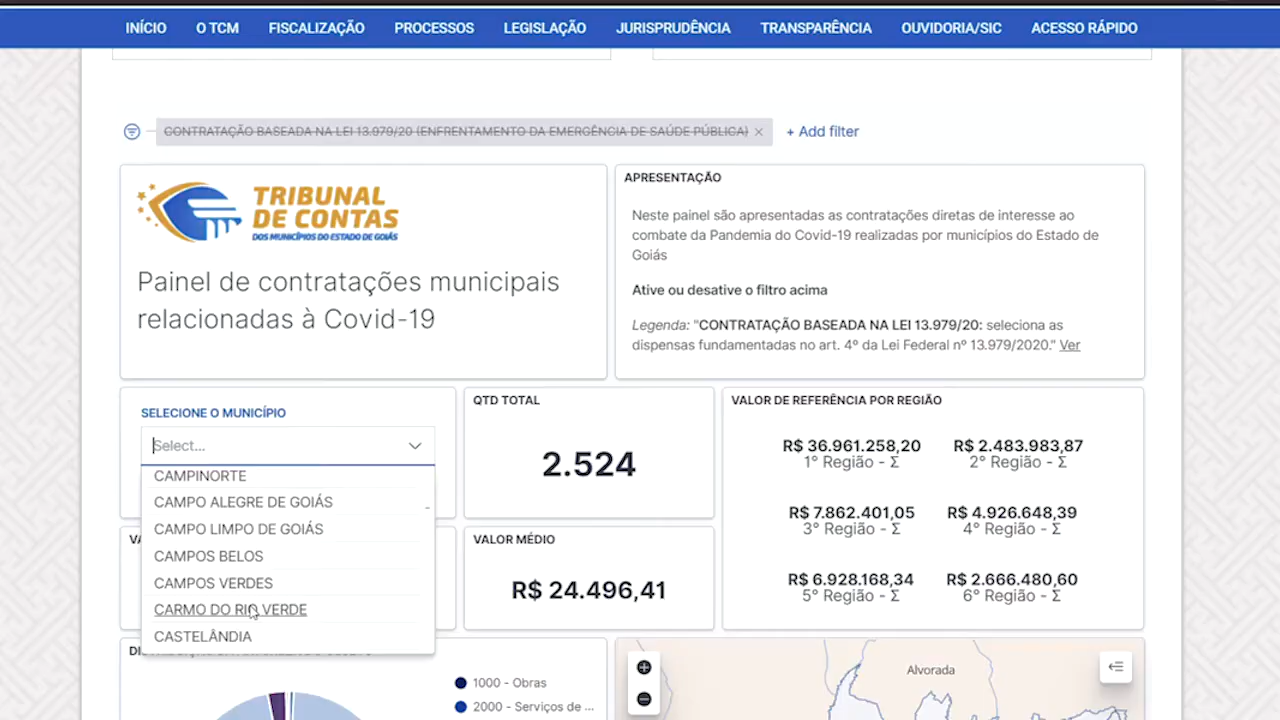 INÍCIO O TCM FISCALIZAÇÃO PROCESSOS LEGISLAÇÃO JURISPRUDÊNCIA TRANSPARÊNCIA OUVIDORIA/SIC ACESSO RÁPIDO
CONTRATAÇÃO BASEADA NA LEI 13.979/20 (ENFRENTAMENTO DA EMERGÊNCIA DE SAÚDE PÚBLICA) × + Add filter
TRIBUNAL
DE CONTAS
DOS MUNICÍPIOS DO ESTADO DE GOIÁS
Painel de contratações municipais
relacionadas à Covid-19
APRESENTAÇÃO
Neste painel são apresentadas as contratações diretas de interesse ao
combate da Pandemia do Covid-19 realizadas por municípios do Estado de
Goiás
Ative ou desative o filtro acima
Legenda: "CONTRATAÇÃO BASEADA NA LEI 13.979/20: seleciona as
dispensas fundamentadas no art. 4º da Lei Federal nº 13.979/2020." Ver
SELECIONE O MUNICÍPIO
Select...
CAMPINORTE
CAMPO ALEGRE DE GOIÁS
CAMPO LIMPO DE GOIÁS
CAMPOS BELOS
CAMPOS VERDES
CARMO DO RIO VERDE
CASTELÂNDIA
QTD TOTAL
2.524
VALOR MÉDIO
R$ 24.496,41
VALOR DE REFERÊNCIA POR REGIÃO
R$ 36.961.258,20 R$ 2.483.983,87
1° Região - Σ 2° Região - Σ
R$ 7.862.401,05 R$ 4.926.648,39
3° Região - Σ 4° Região - Σ
R$ 6.928.168,34 R$ 2.666.480,60
5° Região - Σ 6° Região - Σ
1000 - Obras
2000 - Serviços de ...
Alvorada